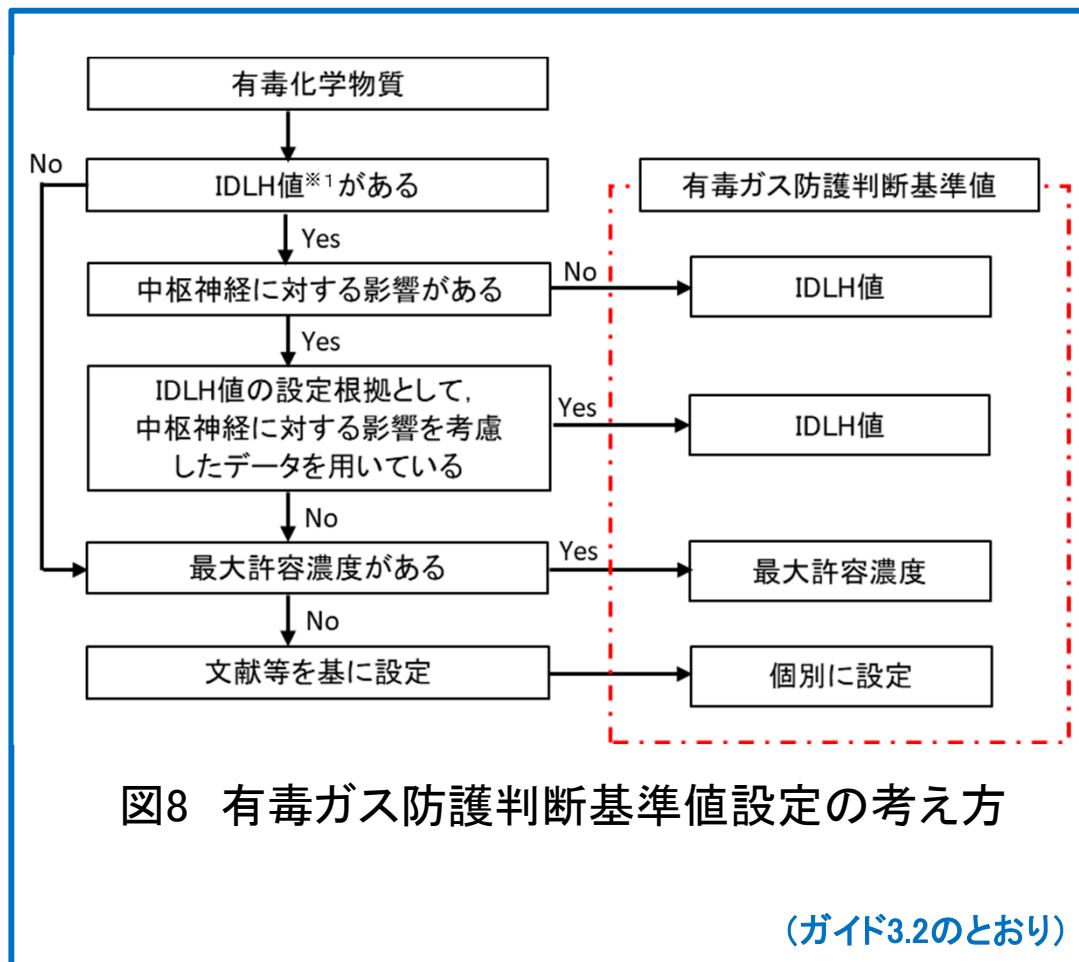 有毒化学物質
No
IDLH値※1がある
有毒ガス防護判断基準値
Yes
中枢神経に対する影響がある
No
IDLH値
Yes
IDLH値の設定根拠として,
中枢神経に対する影響を考慮
したデータを用いている
Yes
IDLH値
No
最大許容濃度がある
Yes
最大許容濃度
No
文献等を基に設定
個別に設定
図8 有毒ガス防護判断基準値設定の考え方
(ガイド3.2のとおり)